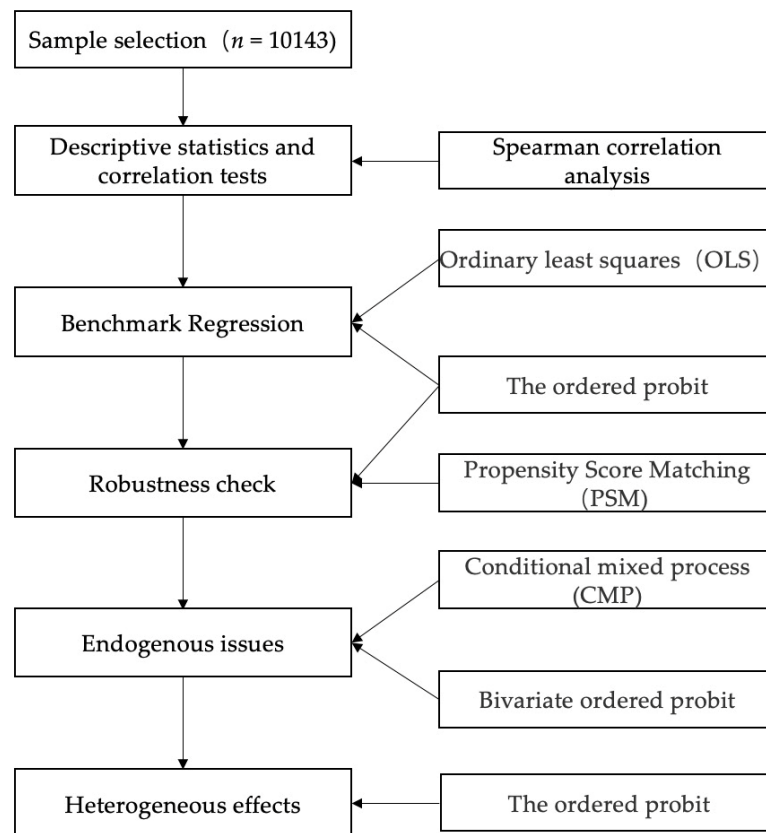 Sample selection（n = 10143)
Descriptive statistics and
correlation tests
Spearman correlation
analysis
Ordinary least squares（OLS）
Benchmark Regression
The ordered probit
Robustness check
Propensity Score Matching
(PSM)
Conditional mixed process
(CMP)
Endogenous issues
Bivariate ordered probit
Heterogeneous effects
The ordered probit